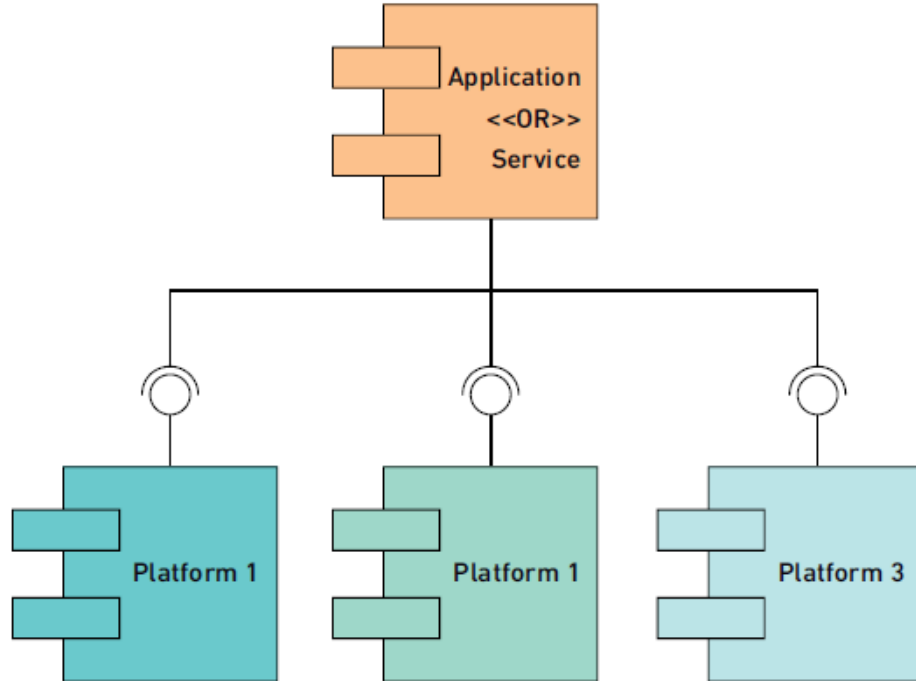 Application
<<OR>>
Service
Platform 1
Platform 1
Platform 3